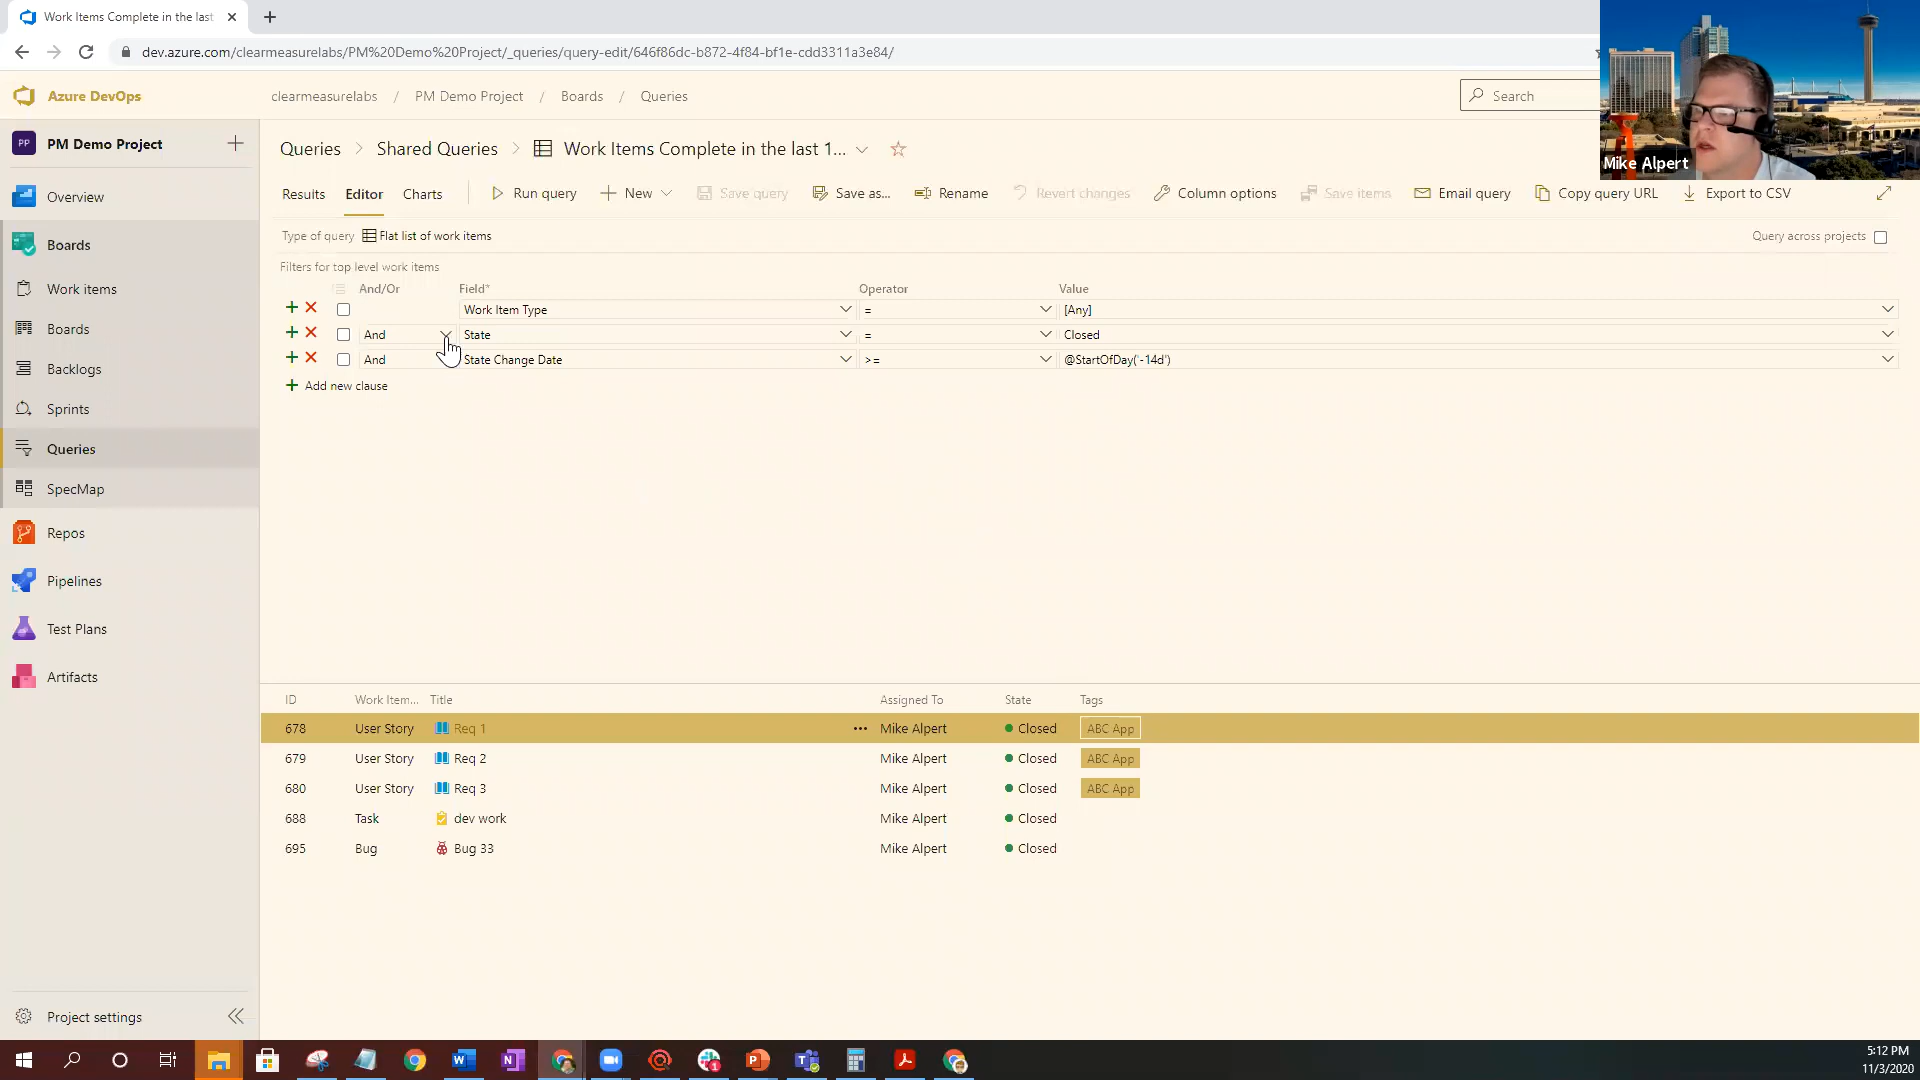 Work Items Complete in the last
dev.azure.com/clearmeasurelabs/PM%20Demo%20Project/_queries/query-edit/646f86dc-b872-4f84-bf1e-cdd3311a3e84/
Azure DevOps
clearmeasurelabs / PM Demo Project / Boards / Queries
Search
Mike Alpert
PP PM Demo Project
Overview
Boards
Work items
Boards
Backlogs
Sprints
Queries
SpecMap
Repos
Pipelines
Test Plans
Artifacts
Project settings
Queries > Shared Queries > Work Items Complete in the last 1...
Results Editor Charts Run query New Save query Save as... Rename Revert changes Column options Save items Email query Copy query URL Export to CSV
Type of query Flat list of work items Query across projects
Filters for top level work items
And/Or Field* Operator Value
Work Item Type = [Any]
And State = Closed
And State Change Date >= @StartOfDay('-14d')
Add new clause
ID Work Item... Title Assigned To State Tags
678 User Story Req 1 ... Mike Alpert Closed ABC App
679 User Story Req 2 Mike Alpert Closed ABC App
680 User Story Req 3 Mike Alpert Closed ABC App
688 Task dev work Mike Alpert Closed
695 Bug Bug 33 Mike Alpert Closed
5:12 PM
11/3/2020